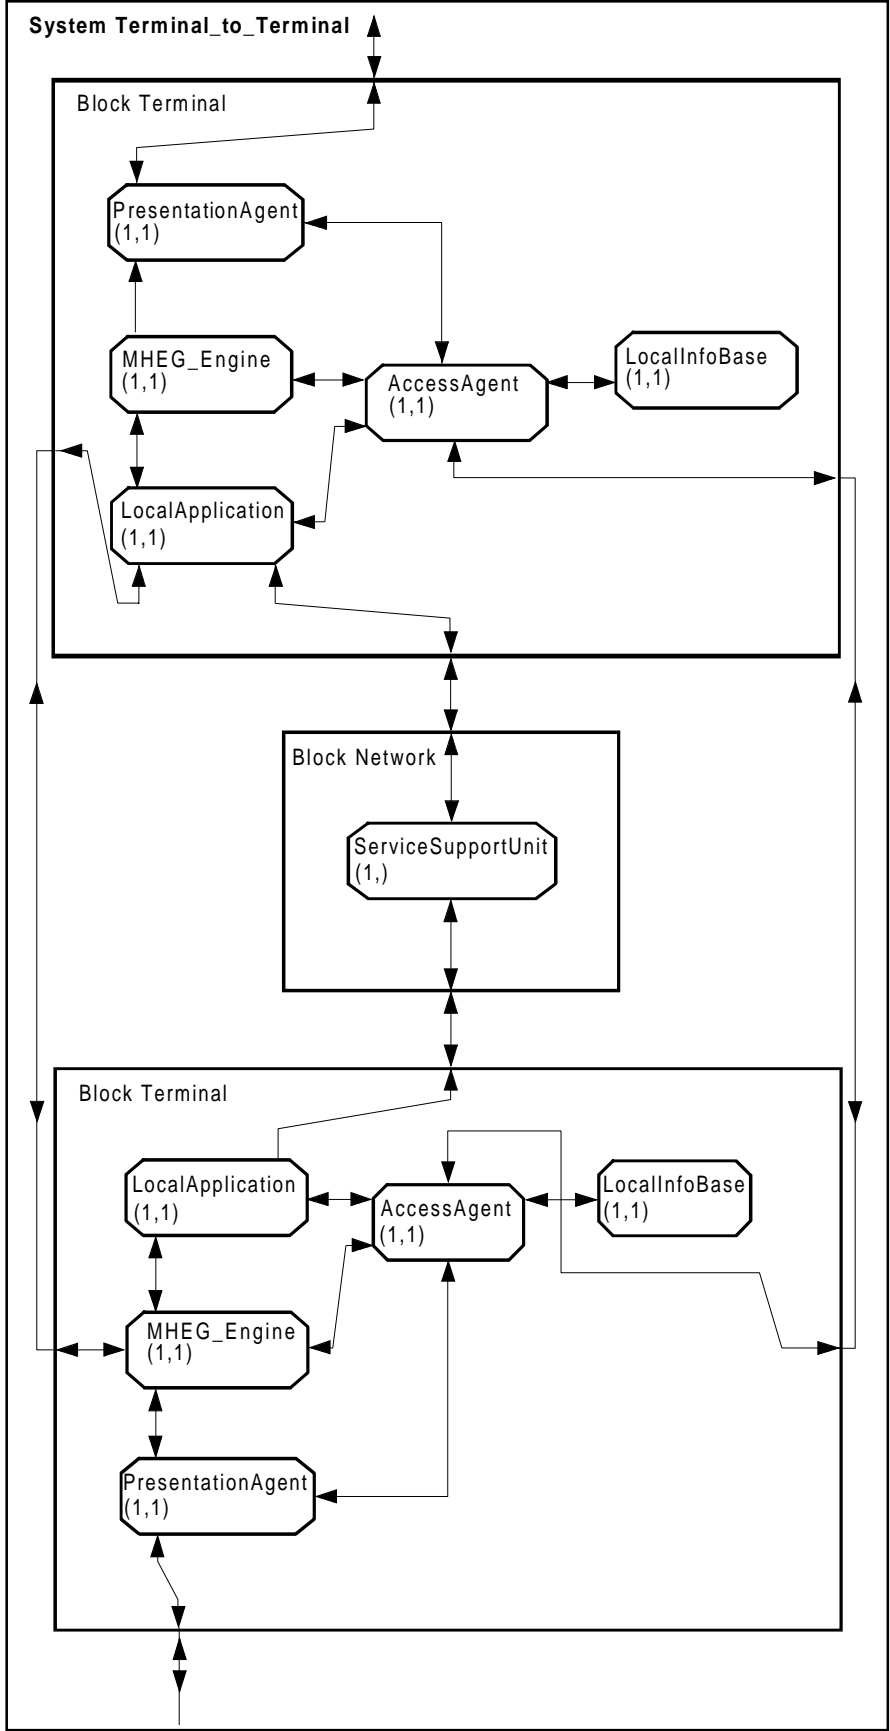 System Terminal_to_Terminal
Block Terminal
PresentationAgent
(1,1)
MHEG_Engine
(1,1)
AccessAgent
(1,1)
LocalInfoBase
(1,1)
LocalApplication
(1,1)
Block Network
ServiceSupportUnit
(1,)
Block Terminal
LocalApplication
(1,1)
AccessAgent
(1,1)
LocalInfoBase
(1,1)
MHEG_Engine
(1,1)
PresentationAgent
(1,1)